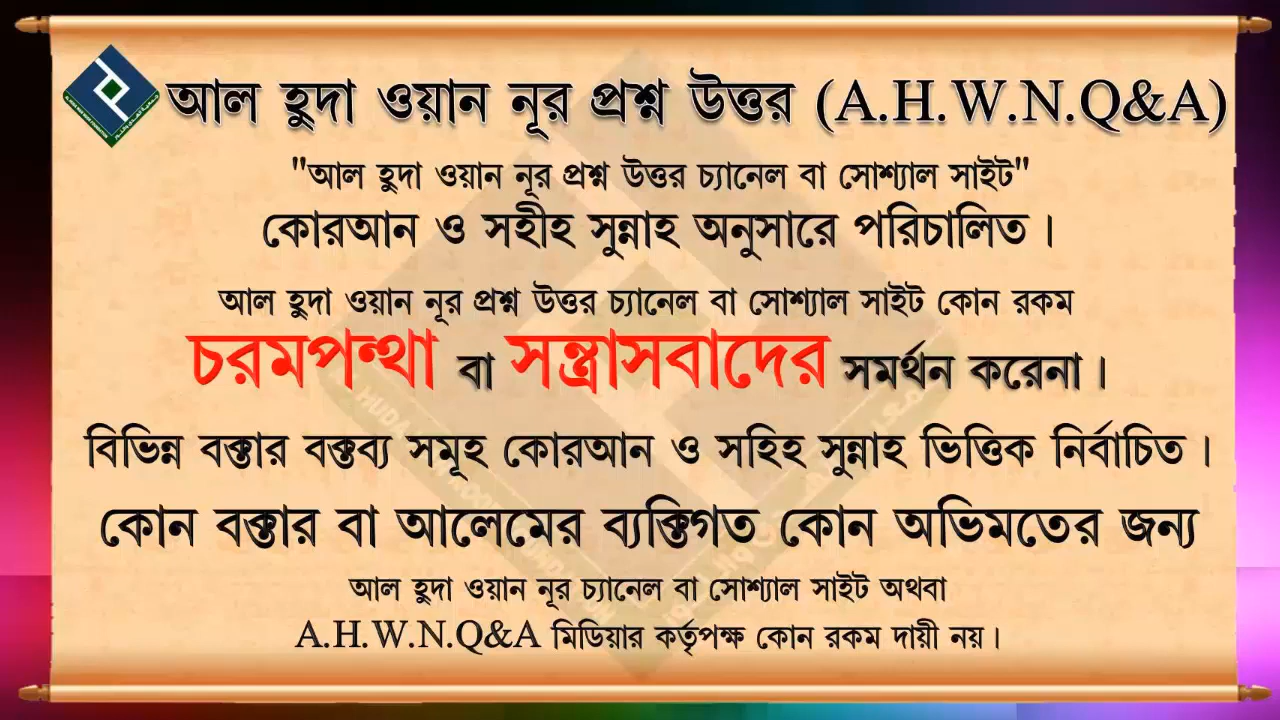 আল হুদা ওয়ান নূর প্রশ্ন উত্তর (A.H.W.N.Q&A)
"আল হুদা ওয়ান নূর প্রশ্ন উত্তর চ্যানেল বা সোশ্যাল সাইট"
কোরআন ও সহীহ সুন্নাহ অনুসারে পরিচালিত।
আল হুদা ওয়ান নূর প্রশ্ন উত্তর চ্যানেল বা সোশ্যাল সাইট কোন রকম
চরমপন্থা বা সন্ত্রাসবাদের সমর্থন করেনা।
বিভিন্ন বক্তার বক্তব্য সমূহ কোরআন ও সহিহ সুন্নাহ ভিত্তিক নির্বাচিত।
কোন বক্তার বা আলেমের ব্যক্তিগত কোন অভিমতের জন্য
আল হুদা ওয়ান নূর চ্যানেল বা সোশ্যাল সাইট অথবা
A.H.W.N.Q&A মিডিয়ার কর্তৃপক্ষ কোন রকম দায়ী নয়।